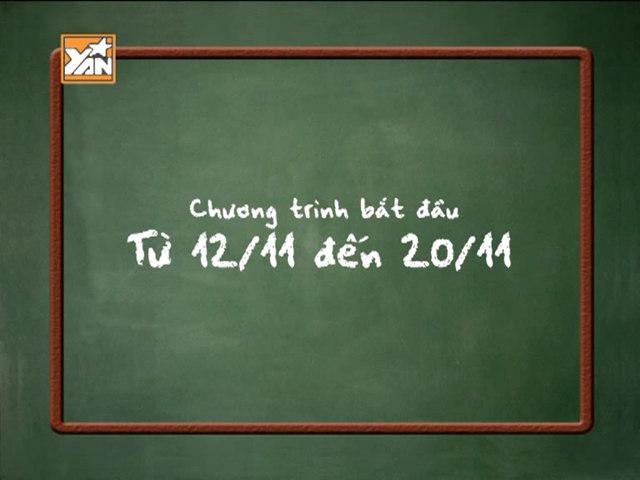 YAN
Chương trình bắt đầu
Từ 12/11 đến 20/11